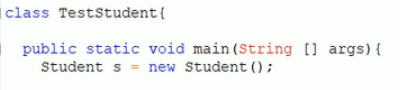 class TestStudent{
public static void main(String [] args){
Student s = new Student();